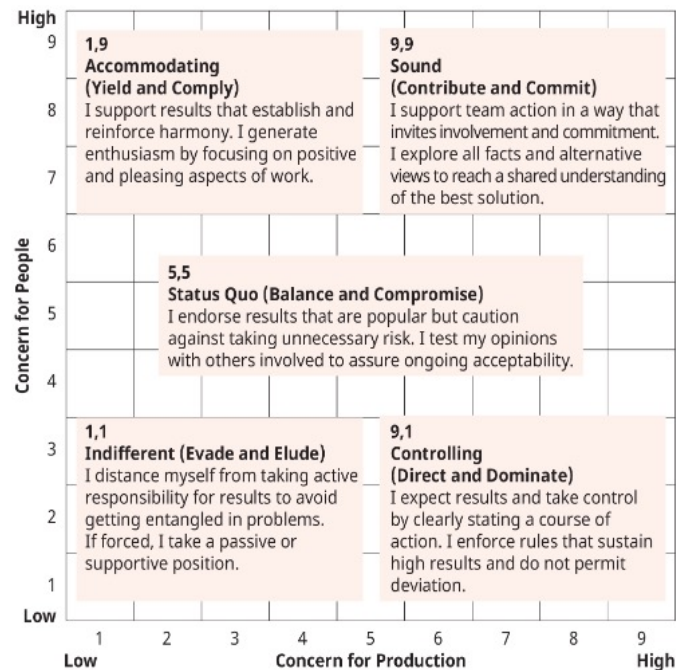 High
9
8
7
6
5
4
3
2
1
Low
Concern for People
1,9
Accommodating
(Yield and Comply)
I support results that establish and
reinforce harmony. I generate
enthusiasm by focusing on positive
and pleasing aspects of work.
9,9
Sound
(Contribute and Commit)
I support team action in a way that
invites involvement and commitment.
I explore all facts and alternative
views to reach a shared understanding
of the best solution.
5,5
Status Quo (Balance and Compromise)
I endorse results that are popular but caution
against taking unnecessary risk. I test my opinions
with others involved to assure ongoing acceptability.
1,1
Indifferent (Evade and Elude)
I distance myself from taking active
responsibility for results to avoid
getting entangled in problems.
If forced, I take a passive or
supportive position.
9,1
Controlling
(Direct and Dominate)
I expect results and take control
by clearly stating a course of
action. I enforce rules that sustain
high results and do not permit
deviation.
1 2 3 4 5 6 7 8 9
Low Concern for Production High